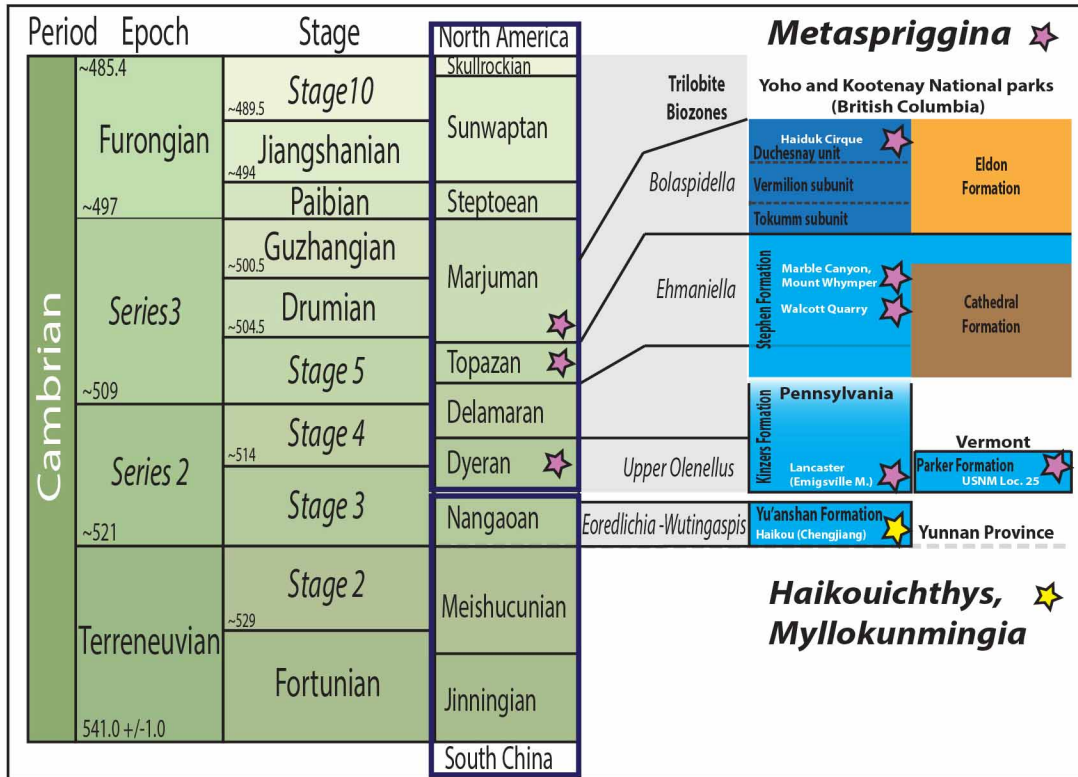 Period Epoch Stage North America
Cambrian
~485.4
Furongian
~497
Series3
~509
Series 2
~521
Terreneuvian
541.0 +/-1.0
Stage10
~489.5
Jiangshanian
~494
Paibian
Guzhangian
~500.5
Drumian
~504.5
Stage 5
Stage 4
~514
Stage 3
Stage 2
~529
Fortunian
Skullrockian
Sunwaptan
Steptoean
Marjuman
Topazan
Delamaran
Dyeran
Nangaoan
Meishucunian
Jinningian
South China
Trilobite
Biozones
Bolaspidella
Ehmaniella
Upper Olenellus
Eoredlichia -Wutingaspis
Metaspriggina
Yoho and Kootenay National parks
(British Columbia)
Haiduk Cirque
Duchesnay unit
Vermilion subunit
Tokumm subunit
Eldon
Formation
Stephen Formation
Marble Canyon,
Mount Whymper
Walcott Quarry
Cathedral
Formation
Pennsylvania
Kinzers Formation
Lancaster
(Emigsville M.)
Vermont
Parker Formation
USNM Loc. 25
Yu'anshan Formation
Haikou (Chengjiang)
Yunnan Province
Haikouichthys,
Myllokunmingia